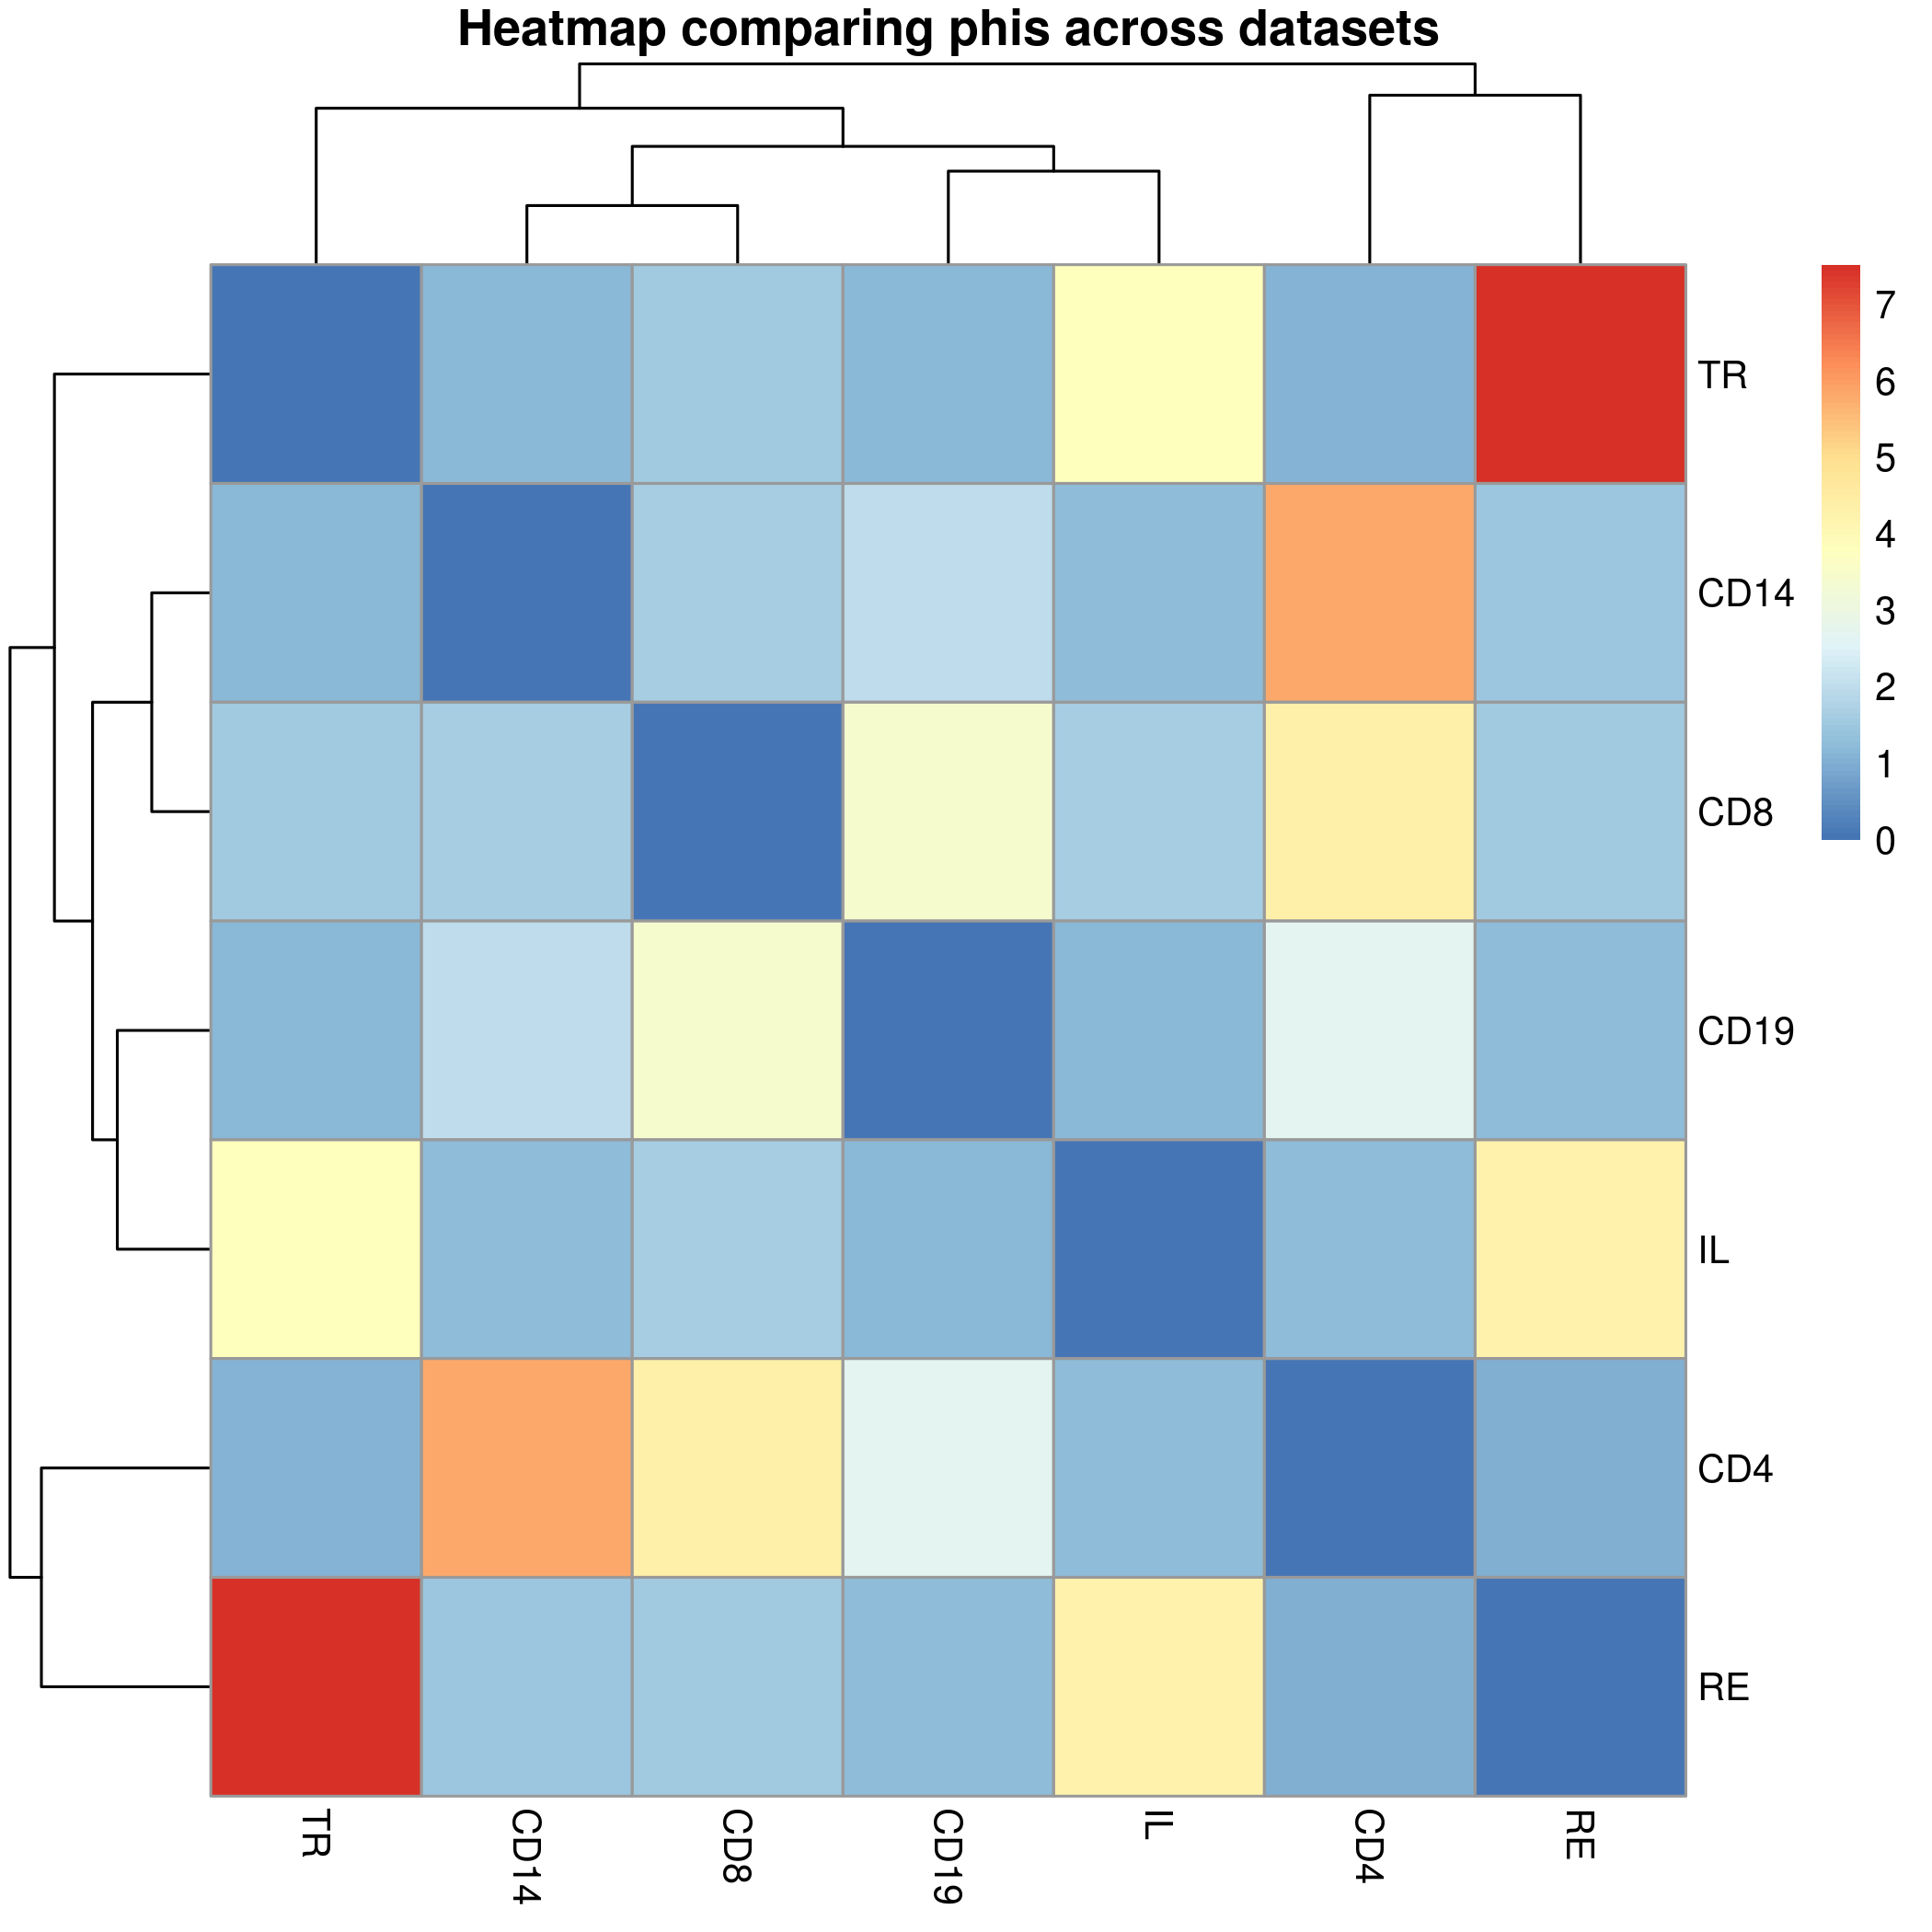 Heatmap comparing phis across datasets
7
6
5
4
3
2
1
0
TR
CD14
CD8
CD19
IL
CD4
RE
TR
CD14
CD8
CD19
IL
CD4
RE